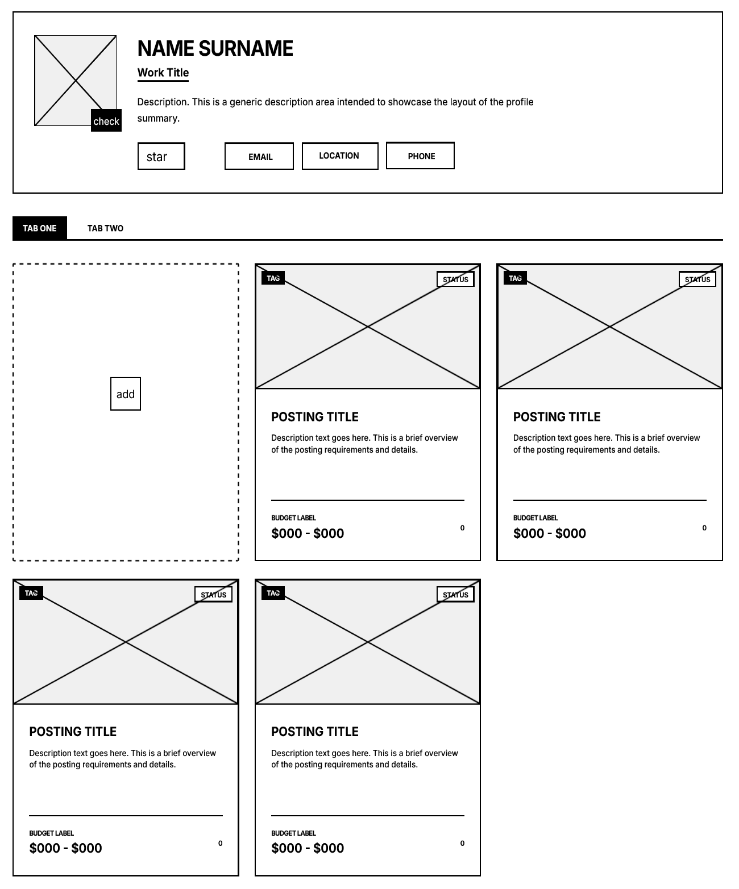 NAME SURNAME
Work Title
Description. This is a generic description area intended to showcase the layout of the profile
summary.
check
star
EMAIL
LOCATION
PHONE
TAB ONE
TAB TWO
add
TAG
STATUS
POSTING TITLE
Description text goes here. This is a brief overview
of the posting requirements and details.
BUDGET LABEL
$000 - $000
0
TAG
STATUS
POSTING TITLE
Description text goes here. This is a brief overview
of the posting requirements and details.
BUDGET LABEL
$000 - $000
0
TAG
STATUS
POSTING TITLE
Description text goes here. This is a brief overview
of the posting requirements and details.
BUDGET LABEL
$000 - $000
0
TAG
STATUS
POSTING TITLE
Description text goes here. This is a brief overview
of the posting requirements and details.
BUDGET LABEL
$000 - $000
0